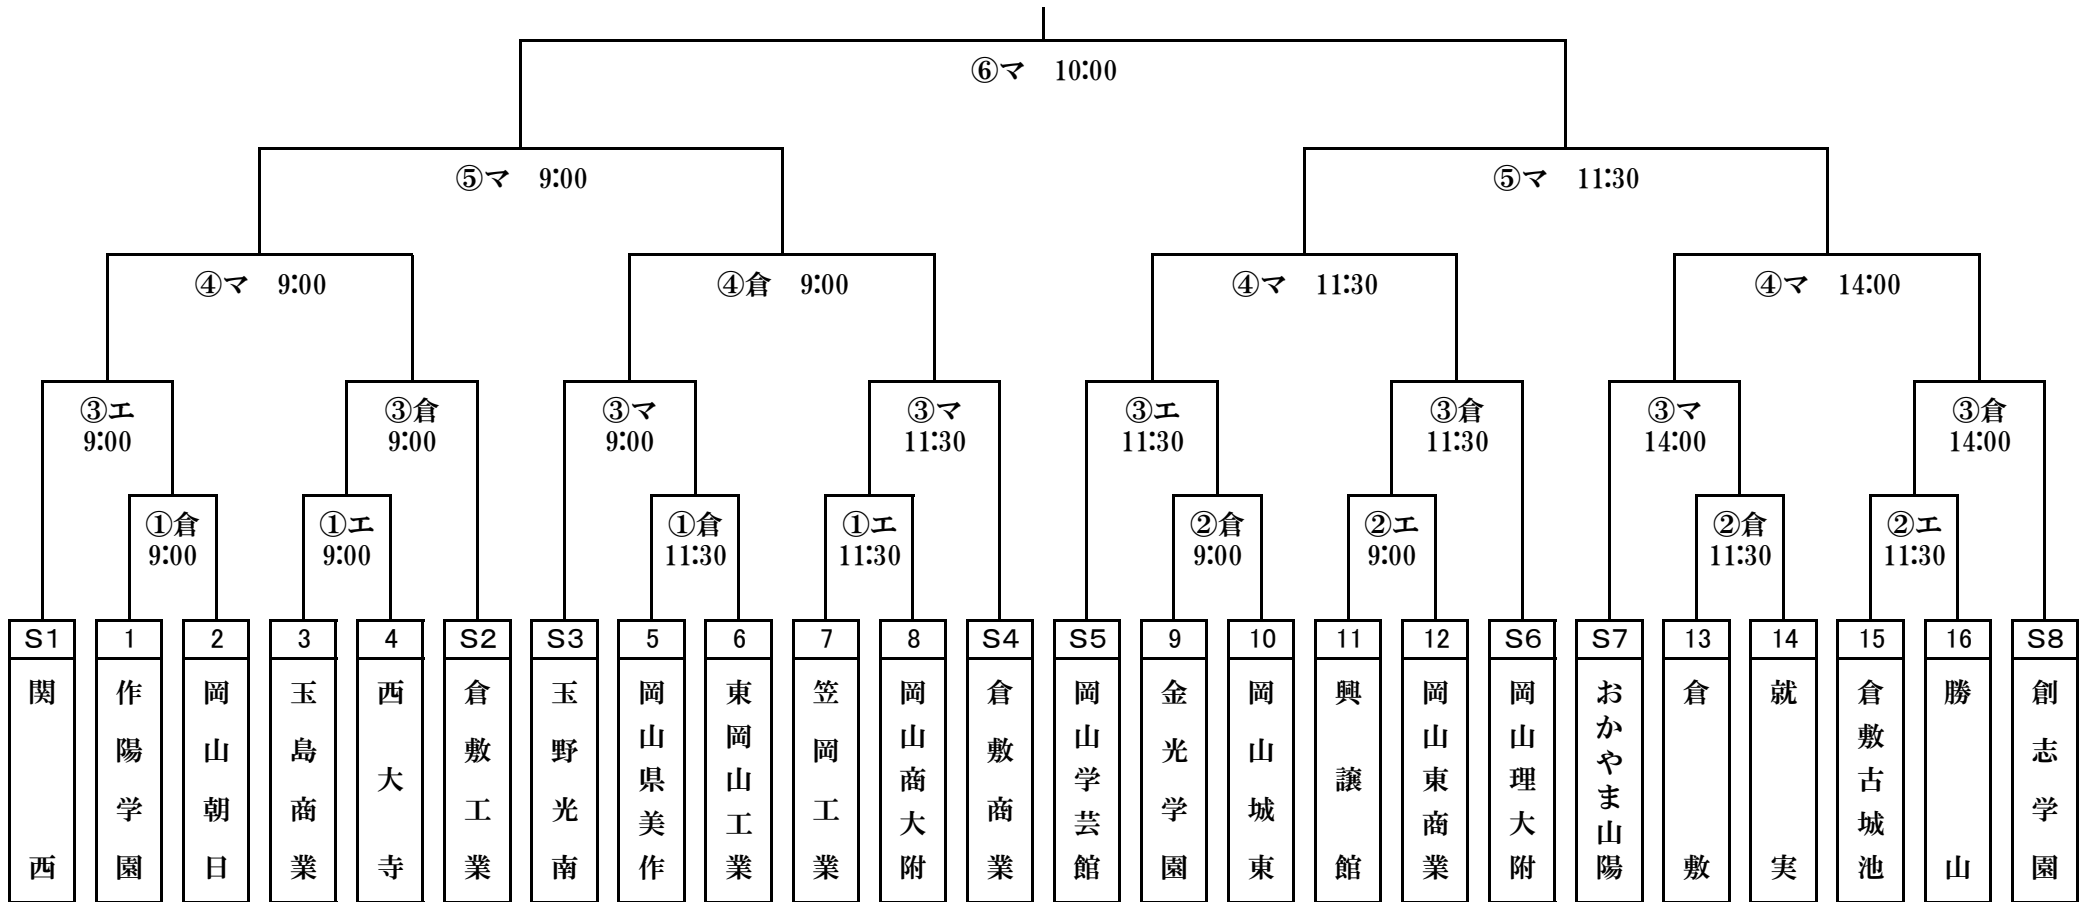 ⑥マ 10:00
⑤マ 9:00
⑤マ 11:30
④マ 9:00
④倉 9:00
④マ 11:30
④マ 14:00
③エ
9:00
③倉
9:00
③マ
9:00
③マ
11:30
③エ
11:30
③倉
11:30
③マ
14:00
③倉
14:00
①倉
9:00
①エ
9:00
①倉
11:30
①エ
11:30
②倉
9:00
②エ
9:00
②倉
11:30
②エ
11:30
S1
関西
1
作陽学園
2
岡山朝日
3
玉島商業
4
西大寺
S2
倉敷工業
S3
玉野光南
5
岡山県美作
6
東岡山工業
7
笠岡工業
8
岡山商大附
S4
倉敷商業
S5
岡山学芸館
9
金光学園
10
岡山城東
11
興譲館
12
岡山東商業
S6
岡山理大附
S7
おかやま山陽
13
倉敷
14
就実
15
倉敷古城池
16
勝山
S8
創志学園